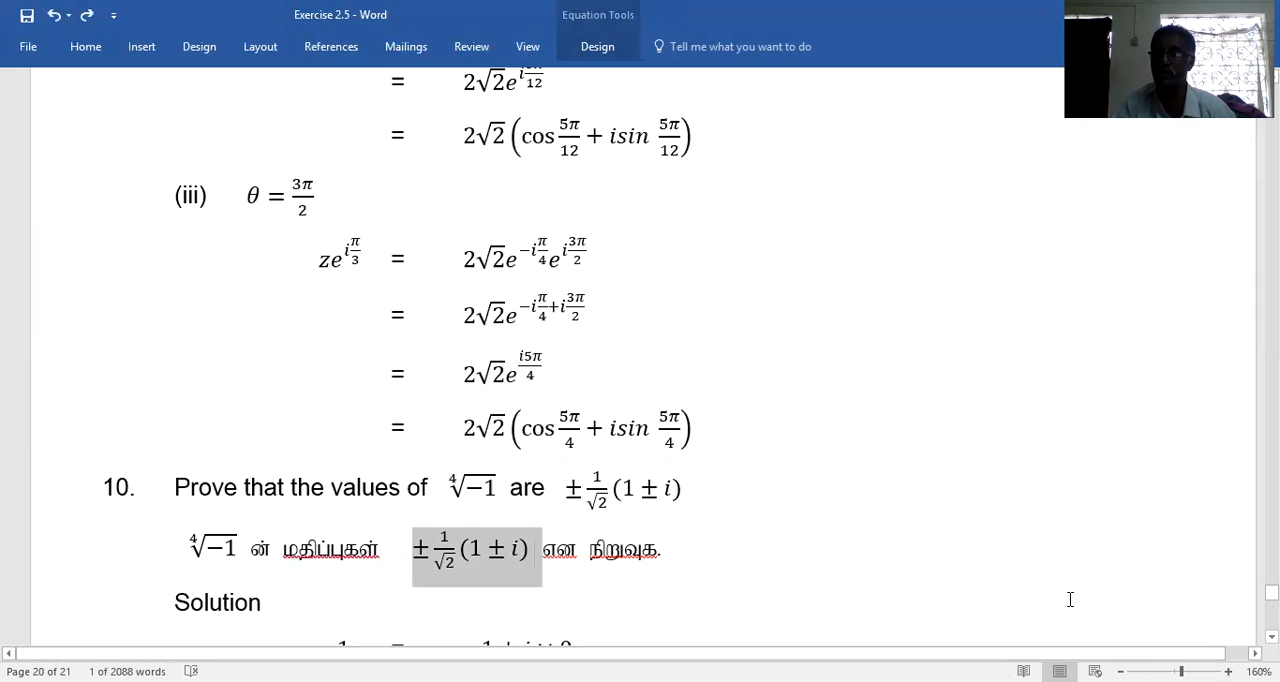 Exercise 2.5 - Word
Equation Tools
File Home Insert Design Layout References Mailings Review View Design Tell me what you want to do
= 2√2e^{i5π/12}
= 2√2 (cos 5π/12 + isin 5π/12)
(iii) θ = 3π/2
ze^{iπ/3} = 2√2e^{-iπ/4}e^{i3π/2}
= 2√2e^{-iπ/4+i3π/2}
= 2√2e^{i5π/4}
= 2√2 (cos 5π/4 + isin 5π/4)
10. Prove that the values of ∜−1 are ± 1/√2 (1 ± i)
∜−1 ன் மதிப்புகள் ± 1/√2 (1 ± i) என நிறுவுக.
Solution
Page 20 of 21 1 of 2088 words 160%